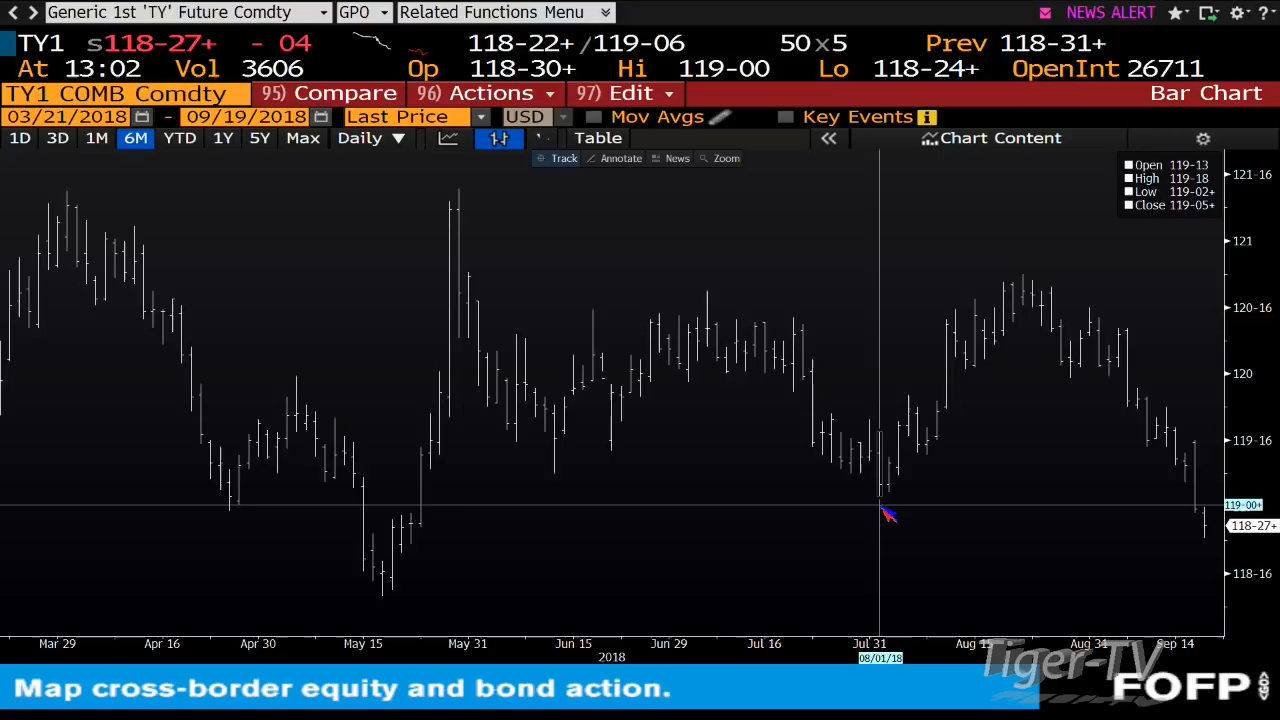 Generic 1st 'TY' Future Comdty GPO Related Functions Menu NEWS ALERT ?
TY1 s118-27+ - 04 118-22+/119-06 50x5 Prev 118-31+
At 13:02 Vol 3606 Op 118-30+ Hi 119-00 Lo 118-24+ OpenInt 26711
TY1 COMB Comdty 95) Compare 96) Actions 97) Edit Bar Chart
03/21/2018 - 09/19/2018 Last Price USD Mov Avgs Key Events
1D 3D 1M 6M YTD 1Y 5Y Max Daily Table Chart Content
Track Annotate News Zoom
Open 119-13
High 119-18
Low 119-02+
Close 119-05+
121-16
121
120-16
120
119-16
119-00+
118-27+
118-16
Mar 29 Apr 16 Apr 30 May 15 May 31 Jun 15 Jun 29 Jul 16 Jul 31 Aug 15 Aug 31 Sep 14
2018
08/01/18
Tiger-TV
Map cross-border equity and bond action. FOFP GO